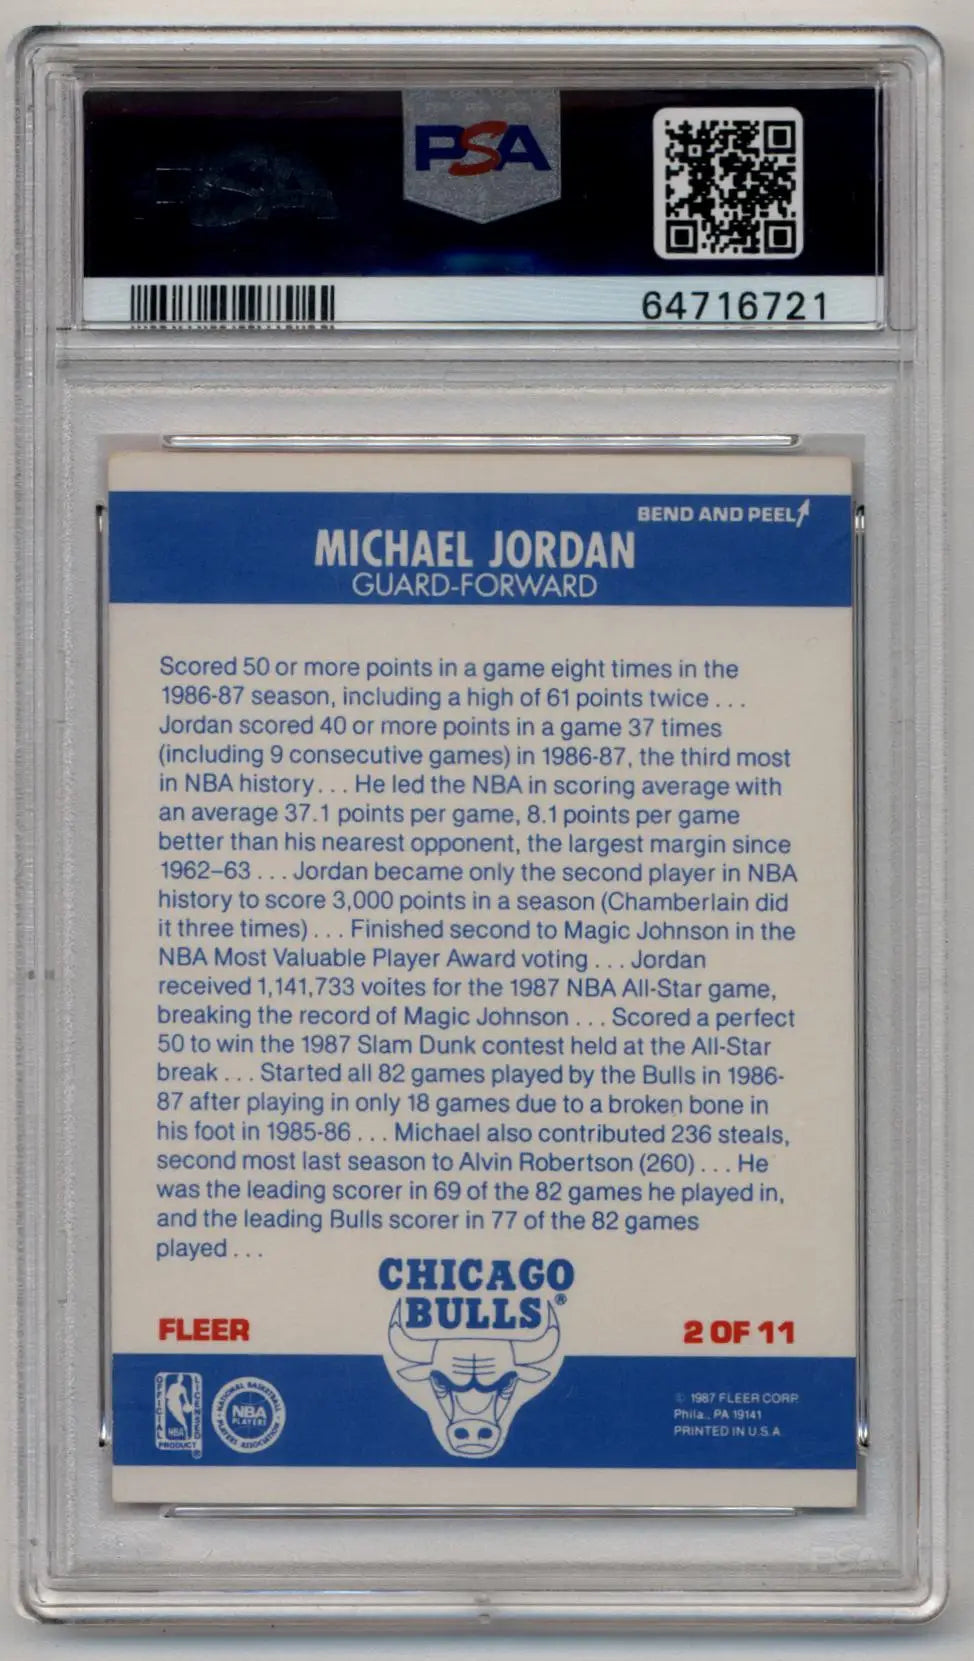 PSA
64716721
BEND AND PEEL
MICHAEL JORDAN
GUARD-FORWARD
Scored 50 or more points in a game eight times in the
1986-87 season, including a high of 61 points twice . . .
Jordan scored 40 or more points in a game 37 times
(including 9 consecutive games) in 1986-87, the third most
in NBA history . . . He led the NBA in scoring average with
an average 37.1 points per game, 8.1 points per game
better than his nearest opponent, the largest margin since
1962–63 . . . Jordan became only the second player in NBA
history to score 3,000 points in a season (Chamberlain did
it three times) . . . Finished second to Magic Johnson in the
NBA Most Valuable Player Award voting . . . Jordan
received 1,141,733 voites for the 1987 NBA All-Star game,
breaking the record of Magic Johnson . . . Scored a perfect
50 to win the 1987 Slam Dunk contest held at the All-Star
break . . . Started all 82 games played by the Bulls in 1986-
87 after playing in only 18 games due to a broken bone in
his foot in 1985-86 . . . Michael also contributed 236 steals,
second most last season to Alvin Robertson (260) . . . He
was the leading scorer in 69 of the 82 games he played in,
and the leading Bulls scorer in 77 of the 82 games
played . . .
CHICAGO
BULLS®
FLEER
2 OF 11
OFFICIAL LICENSED
NBA
PRODUCT ®
NATIONAL BASKETBALL
NBA
PLAYERS
PLAYERS ASSOCIATION
© 1987 FLEER CORP.
Phila., PA 19141
PRINTED IN U.S.A.
PSA